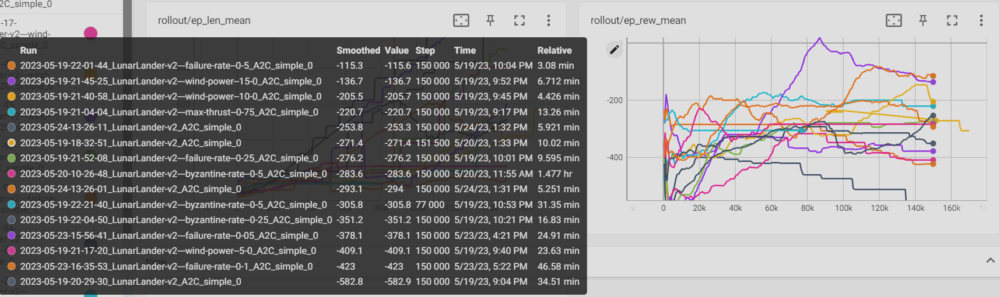 2C_simple_0
-17-
er-v2---wind-
C_simple_0
rollout/ep_len_mean
rollout/ep_rew_mean
Run Smoothed Value Step Time Relative
2023-05-19-22-01-44_LunarLander-v2---failure-rate--0-5_A2C_simple_0 -115.3 -115.6 150 000 5/19/23, 10:04 PM 3.08 min
2023-05-19-21-45-25_LunarLander-v2---wind-power--15-0_A2C_simple_0 -136.7 -136.7 150 000 5/19/23, 9:52 PM 6.712 min
2023-05-19-21-40-58_LunarLander-v2---wind-power--10-0_A2C_simple_0 -205.5 -205.7 150 000 5/19/23, 9:45 PM 4.426 min
2023-05-19-21-04-04_LunarLander-v2---max-thrust--0-75_A2C_simple_0 -220.7 -220.7 150 000 5/19/23, 9:17 PM 13.26 min
2023-05-24-13-26-11_LunarLander-v2_A2C_simple_0 -253.8 -253.3 150 000 5/24/23, 1:32 PM 5.921 min
2023-05-19-18-32-51_LunarLander-v2_A2C_simple_0 -271.4 -271.4 151 500 5/20/23, 1:33 PM 10.02 min
2023-05-19-21-52-08_LunarLander-v2---failure-rate--0-25_A2C_simple_0 -276.2 -276.2 150 000 5/19/23, 10:01 PM 9.595 min
2023-05-20-10-26-48_LunarLander-v2---byzantine-rate--0-5_A2C_simple_0 -283.6 -283.6 150 000 5/20/23, 11:55 AM 1.477 hr
2023-05-24-13-26-01_LunarLander-v2_A2C_simple_0 -293.1 -294 150 000 5/24/23, 1:31 PM 5.251 min
2023-05-19-22-21-40_LunarLander-v2---byzantine-rate--0-5_A2C_simple_0 -305.8 -305.8 77 000 5/19/23, 10:53 PM 31.35 min
2023-05-19-22-04-50_LunarLander-v2---byzantine-rate--0-25_A2C_simple_0 -351.2 -351.2 150 000 5/19/23, 10:21 PM 16.83 min
2023-05-23-15-56-41_LunarLander-v2---failure-rate--0-05_A2C_simple_0 -378.1 -378.1 150 000 5/23/23, 4:21 PM 24.91 min
2023-05-19-21-17-20_LunarLander-v2---wind-power--5-0_A2C_simple_0 -409.1 -409.1 150 000 5/19/23, 9:40 PM 23.63 min
2023-05-23-16-35-53_LunarLander-v2---failure-rate--0-1_A2C_simple_0 -423 -423 150 000 5/23/23, 5:22 PM 46.58 min
2023-05-19-20-29-30_LunarLander-v2_A2C_simple_0 -582.8 -582.9 150 000 5/19/23, 9:04 PM 34.51 min
0
-200
-400
0 20k 40k 60k 80k 100k 120k 140k 160k